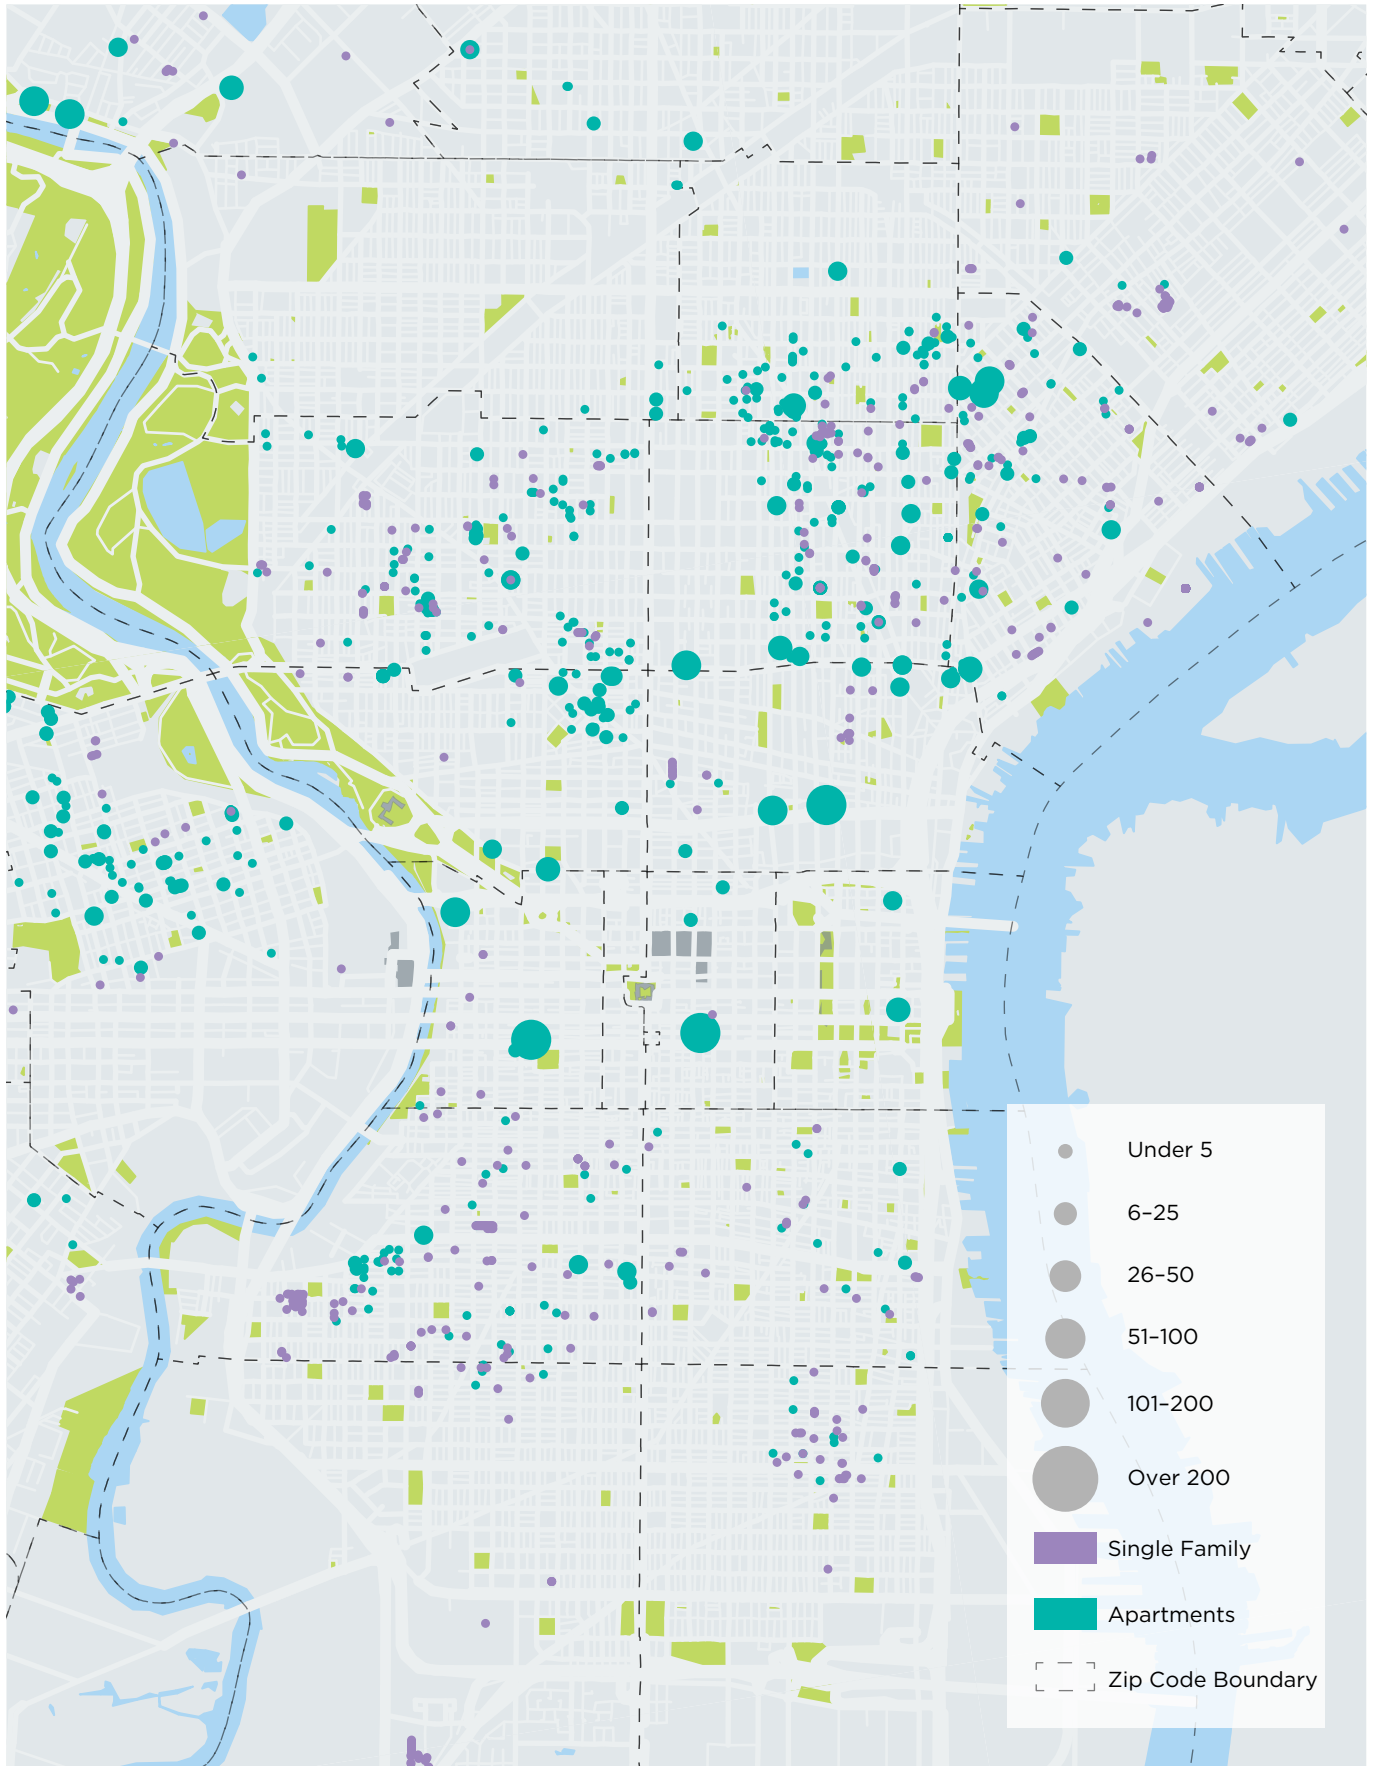 Under 5
6–25
26–50
51–100
101–200
Over 200
Single Family
Apartments
Zip Code Boundary